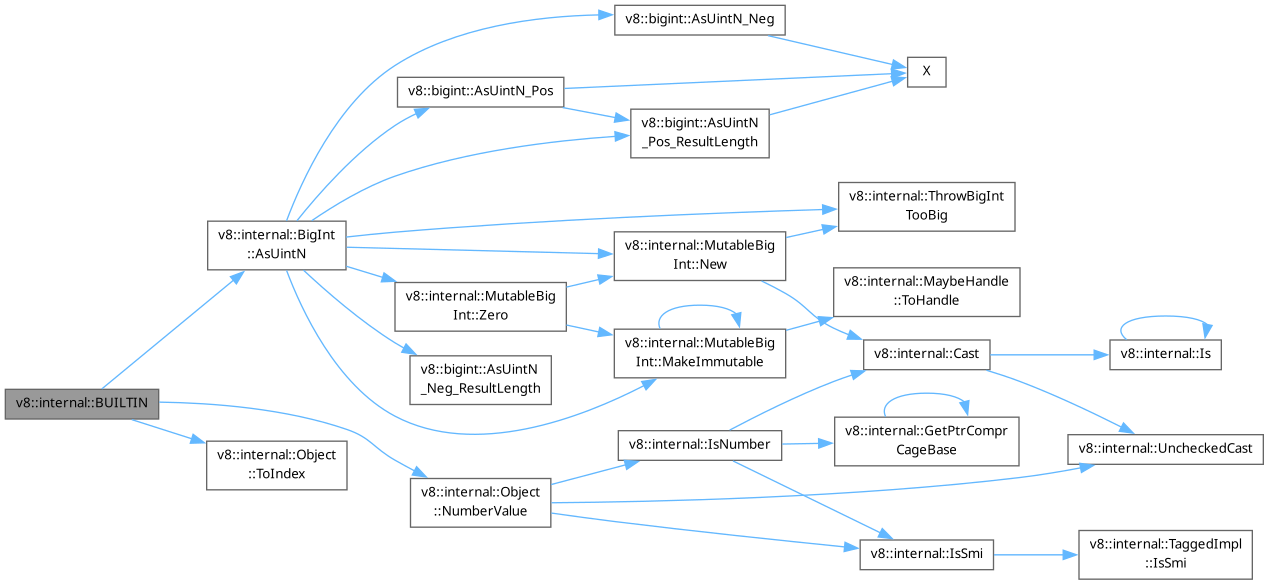 v8::bigint::AsUintN_Neg
X
v8::bigint::AsUintN_Pos
v8::bigint::AsUintN
_Pos_ResultLength
v8::internal::ThrowBigInt
TooBig
v8::internal::BigInt
::AsUintN
v8::internal::MutableBig
Int::New
v8::internal::MaybeHandle
::ToHandle
v8::internal::MutableBig
Int::Zero
v8::internal::MutableBig
Int::MakeImmutable
v8::internal::Cast
v8::internal::Is
v8::bigint::AsUintN
_Neg_ResultLength
v8::internal::BUILTIN
v8::internal::IsNumber
v8::internal::GetPtrCompr
CageBase
v8::internal::UncheckedCast
v8::internal::Object
::ToIndex
v8::internal::Object
::NumberValue
v8::internal::IsSmi
v8::internal::TaggedImpl
::IsSmi